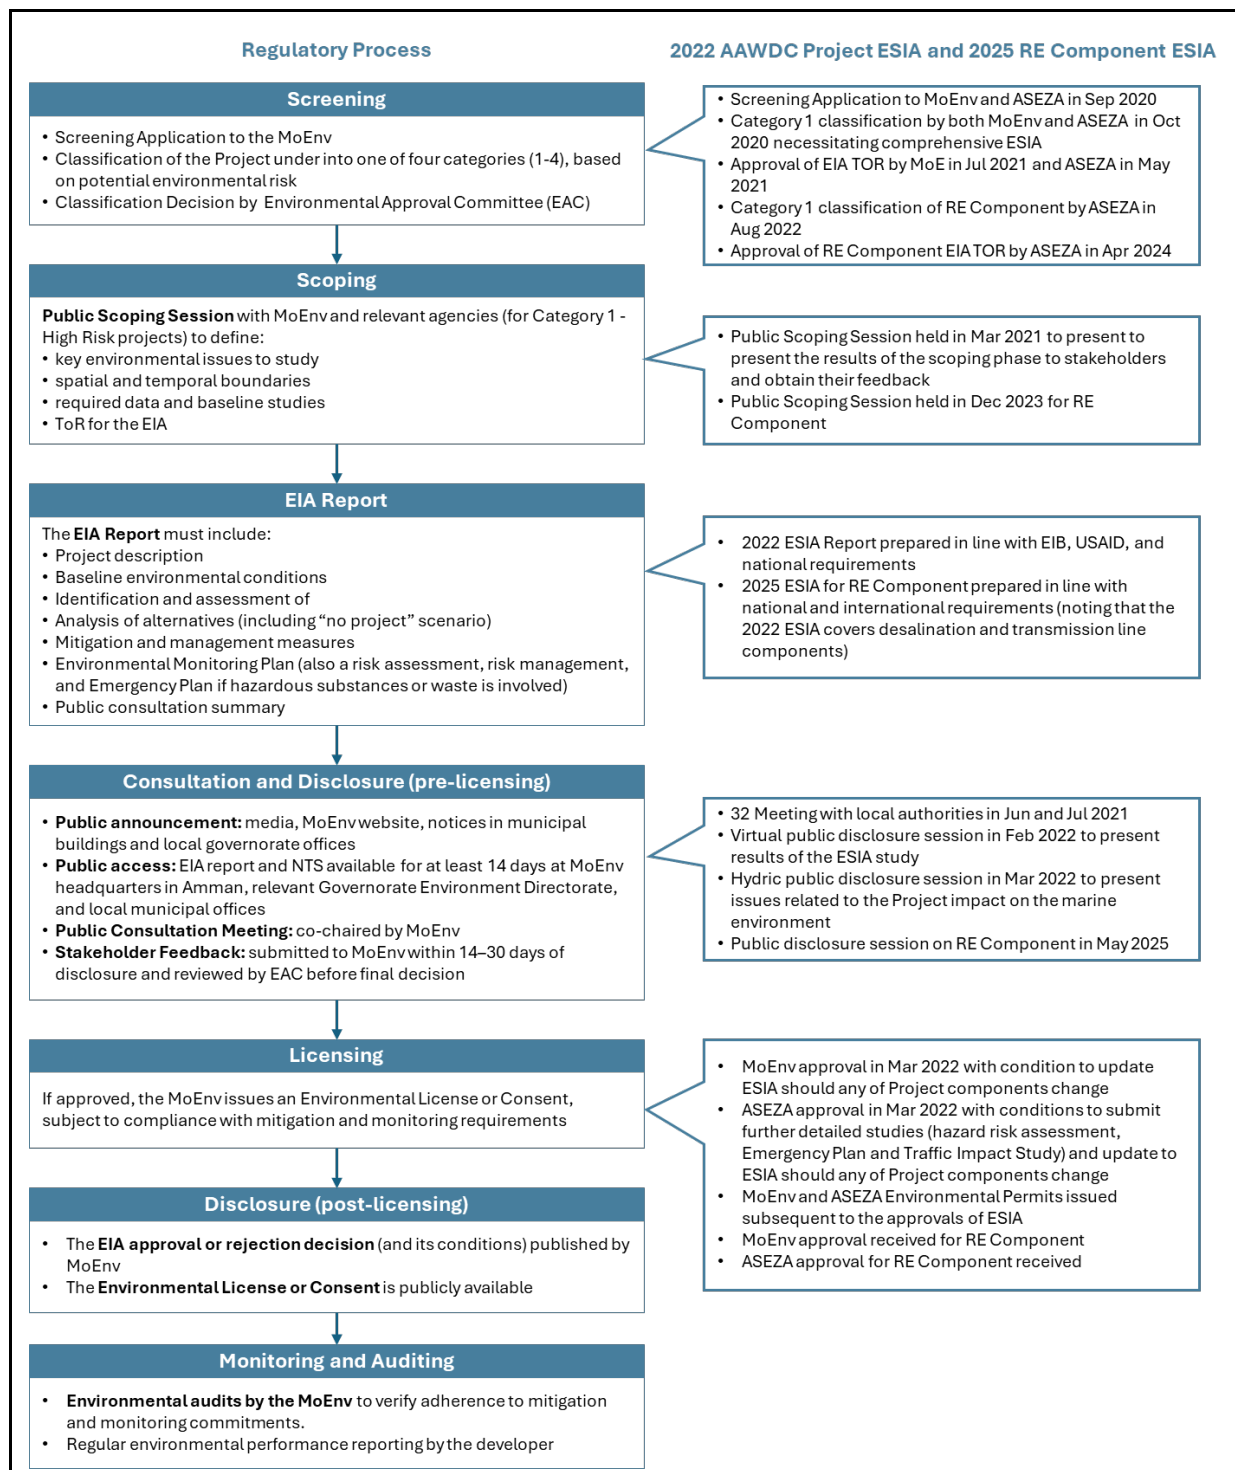 Regulatory Process
2022 AAWDC Project ESIA and 2025 RE Component ESIA
Screening
• Screening Application to the MoEnv
• Classification of the Project under into one of four categories (1-4), based
on potential environmental risk
• Classification Decision by Environmental Approval Committee (EAC)
• Screening Application to MoEnv and ASEZA in Sep 2020
• Category 1 classification by both MoEnv and ASEZA in Oct
2020 necessitating comprehensive ESIA
• Approval of EIA TOR by MoE in Jul 2021 and ASEZA in May
2021
• Category 1 classification of RE Component by ASEZA in
Aug 2022
• Approval of RE Component EIA TOR by ASEZA in Apr 2024
Scoping
Public Scoping Session with MoEnv and relevant agencies (for Category 1 -
High Risk projects) to define:
• key environmental issues to study
• spatial and temporal boundaries
• required data and baseline studies
• ToR for the EIA
• Public Scoping Session held in Mar 2021 to present to
present the results of the scoping phase to stakeholders
and obtain their feedback
• Public Scoping Session held in Dec 2023 for RE
Component
EIA Report
The EIA Report must include:
• Project description
• Baseline environmental conditions
• Identification and assessment of
• Analysis of alternatives (including “no project” scenario)
• Mitigation and management measures
• Environmental Monitoring Plan (also a risk assessment, risk management,
and Emergency Plan if hazardous substances or waste is involved)
• Public consultation summary
• 2022 ESIA Report prepared in line with EIB, USAID, and
national requirements
• 2025 ESIA for RE Component prepared in line with
national and international requirements (noting that the
2022 ESIA covers desalination and transmission line
components)
Consultation and Disclosure (pre-licensing)
• Public announcement: media, MoEnv website, notices in municipal
buildings and local governorate offices
• Public access: EIA report and NTS available for at least 14 days at MoEnv
headquarters in Amman, relevant Governorate Environment Directorate,
and local municipal offices
• Public Consultation Meeting: co-chaired by MoEnv
• Stakeholder Feedback: submitted to MoEnv within 14–30 days of
disclosure and reviewed by EAC before final decision
• 32 Meeting with local authorities in Jun and Jul 2021
• Virtual public disclosure session in Feb 2022 to present
results of the ESIA study
• Hydric public disclosure session in Mar 2022 to present
issues related to the Project impact on the marine
environment
• Public disclosure session on RE Component in May 2025
Licensing
If approved, the MoEnv issues an Environmental License or Consent,
subject to compliance with mitigation and monitoring requirements
• MoEnv approval in Mar 2022 with condition to update
ESIA should any of Project components change
• ASEZA approval in Mar 2022 with conditions to submit
further detailed studies (hazard risk assessment,
Emergency Plan and Traffic Impact Study) and update to
ESIA should any of Project components change
• MoEnv and ASEZA Environmental Permits issued
subsequent to the approvals of ESIA
• MoEnv approval received for RE Component
• ASEZA approval for RE Component received
Disclosure (post-licensing)
• The EIA approval or rejection decision (and its conditions) published by
MoEnv
• The Environmental License or Consent is publicly available
Monitoring and Auditing
• Environmental audits by the MoEnv to verify adherence to mitigation
and monitoring commitments.
• Regular environmental performance reporting by the developer